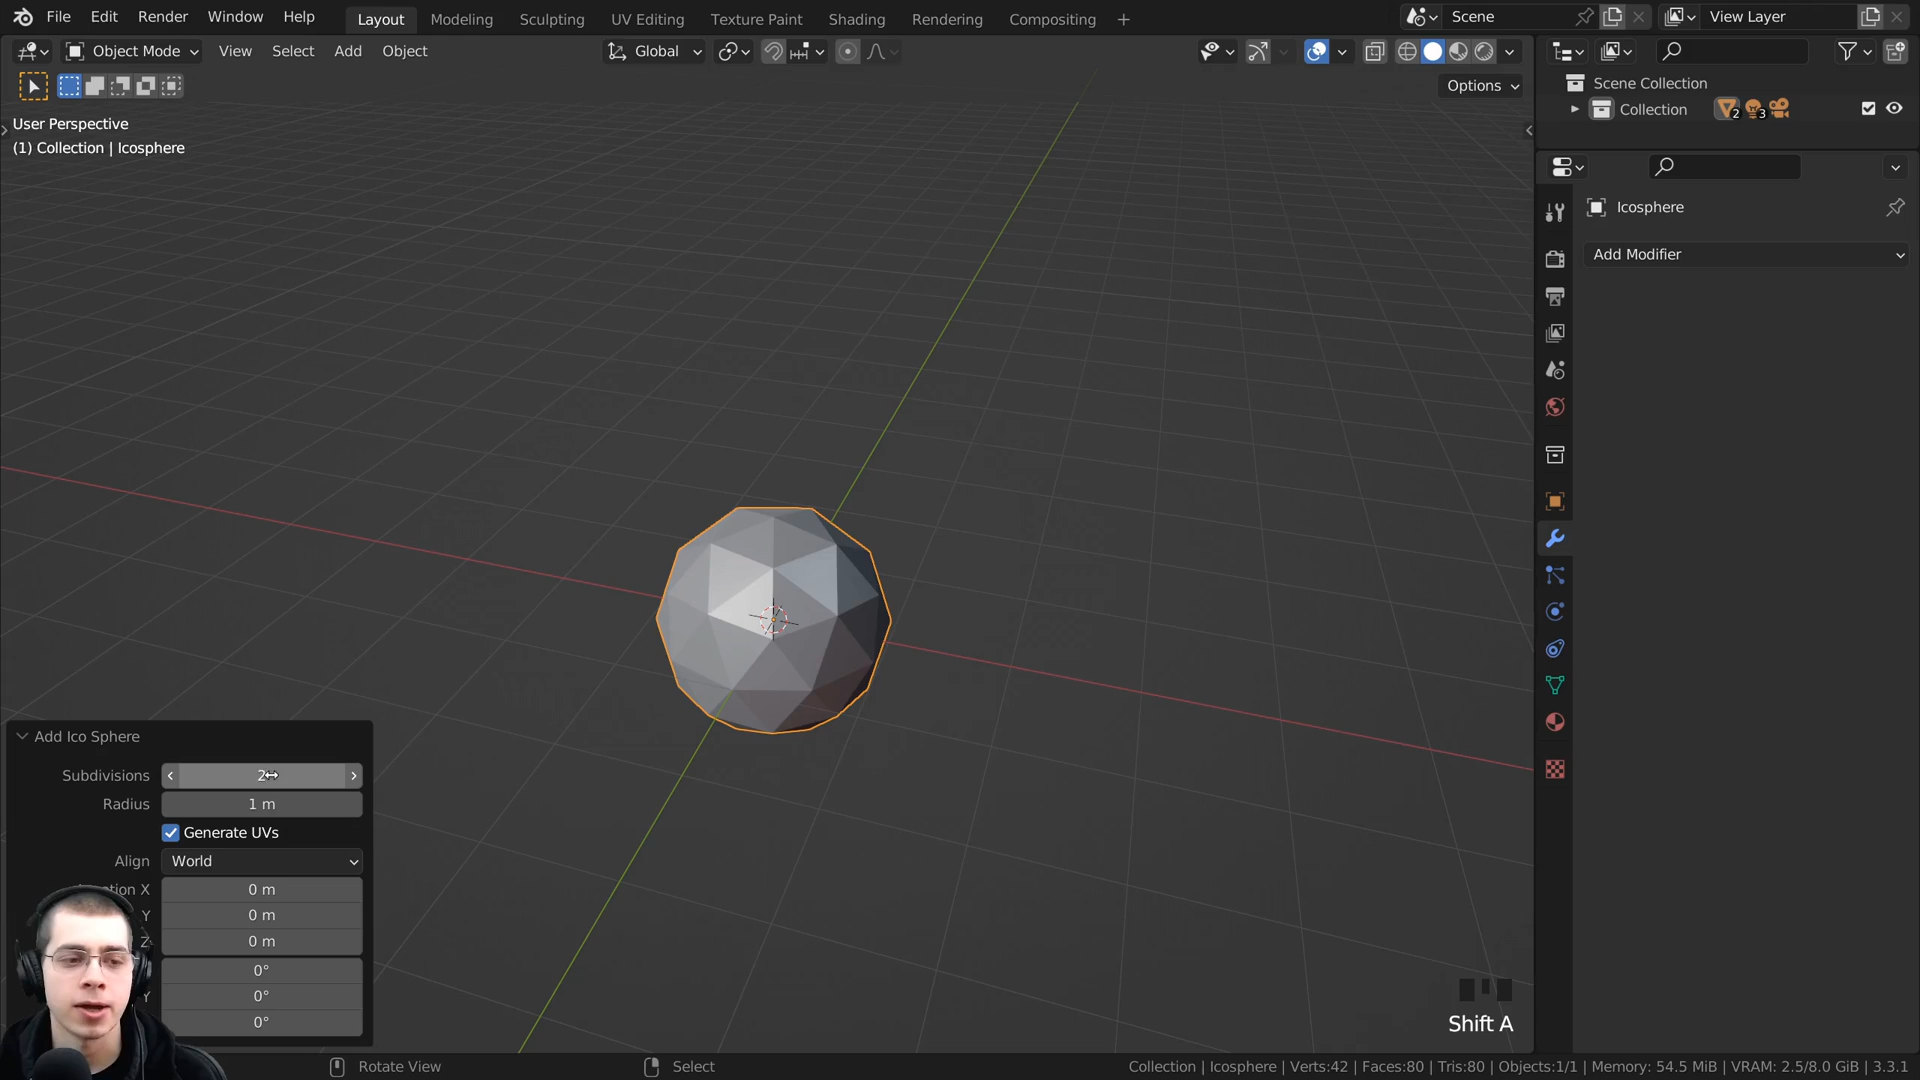 File Edit Render Window Help Layout Modeling Sculpting UV Editing Texture Paint Shading Rendering Compositing + Scene View Layer
Object Mode View Select Add Object Global
Options
Scene Collection
Collection 2 3
User Perspective
(1) Collection | Icosphere
Icosphere
Add Modifier
Add Ico Sphere
Subdivisions 2
Radius 1 m
Generate UVs
Align World
X 0 m
Y 0 m
Z 0 m
0°
Y 0°
0°
Shift A
Rotate View Select Collection | Icosphere | Verts:42 | Faces:80 | Tris:80 | Objects:1/1 | Memory: 54.5 MiB | VRAM: 2.5/8.0 GiB | 3.3.1